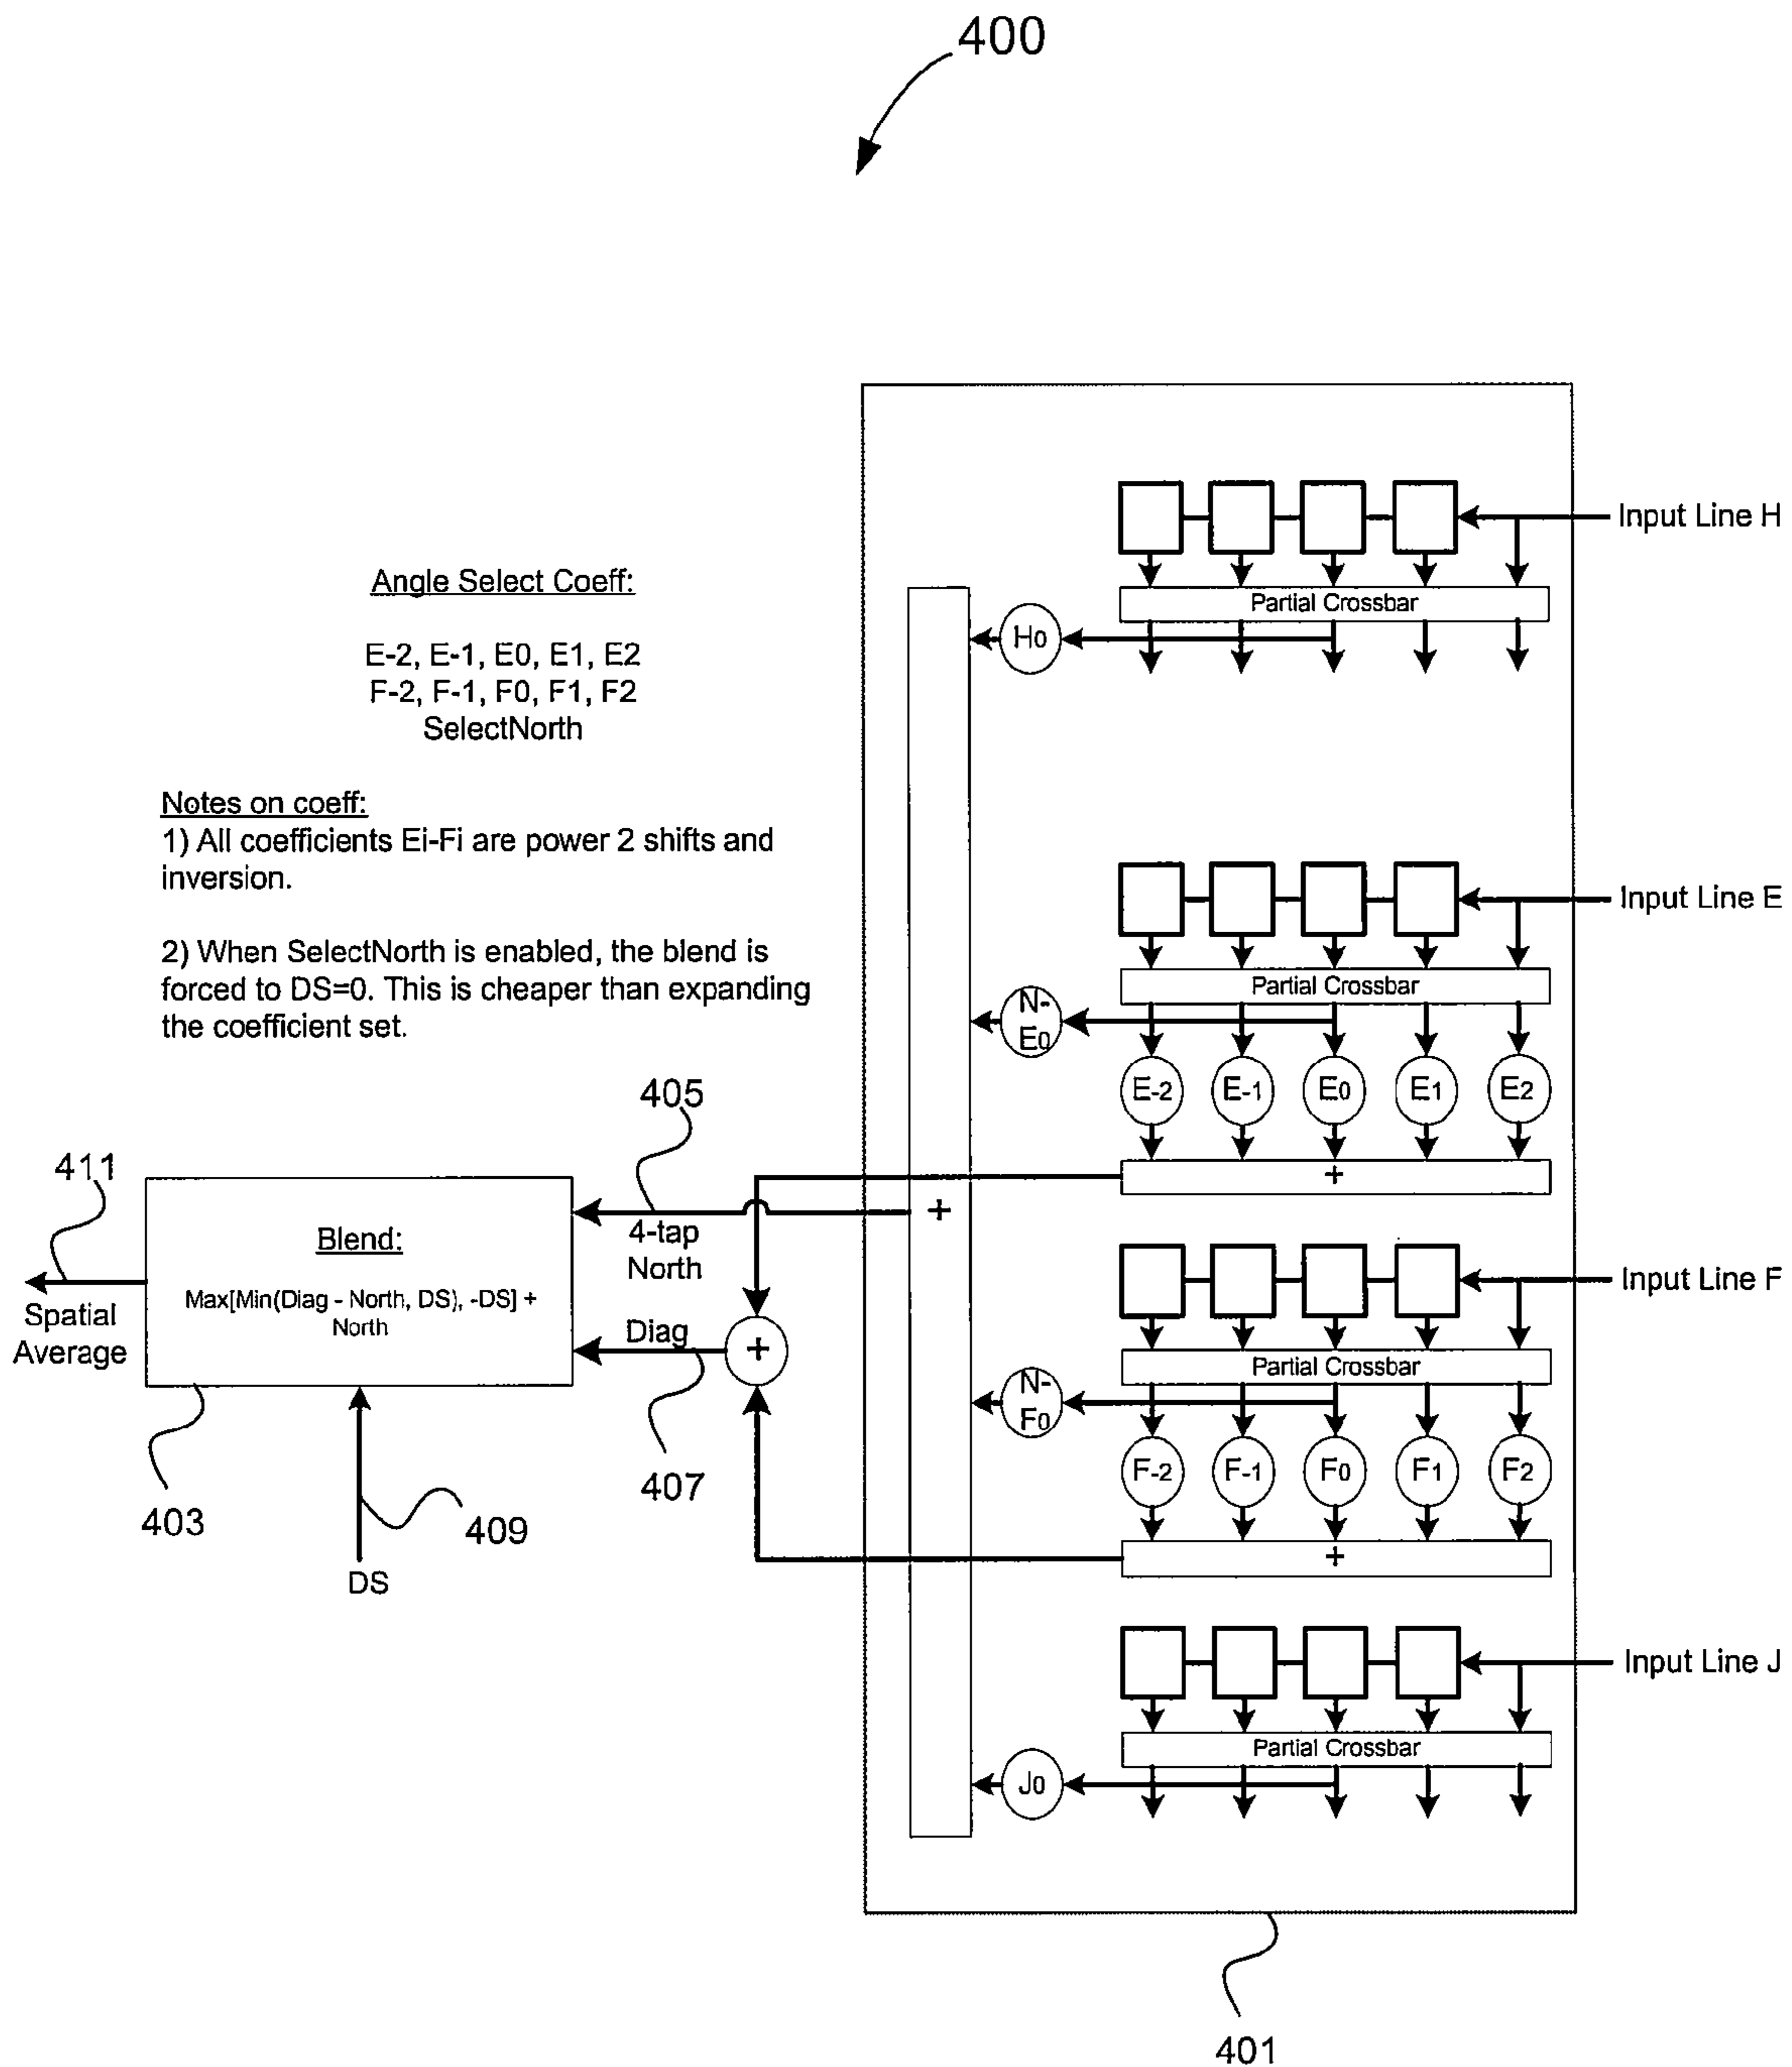 400
Input Line H
Partial Crossbar
H0
Angle Select Coeff:
E-2, E-1, E0, E1, E2
F-2, F-1, F0, F1, F2
SelectNorth
Notes on coeff:
1) All coefficients Ei-Fi are power 2 shifts and
inversion.
2) When SelectNorth is enabled, the blend is
forced to DS=0. This is cheaper than expanding
the coefficient set.
Input Line E
Partial Crossbar
N-
E0
E-2 E-1 E0 E1 E2
+
405
411
+
4-tap
North
Blend:
Max[Min(Diag - North, DS), -DS] +
North
Spatial
Average
Diag
+
Input Line F
Partial Crossbar
N-
F0
F-2 F-1 F0 F1 F2
+
403
409
407
DS
Input Line J
Partial Crossbar
J0
401